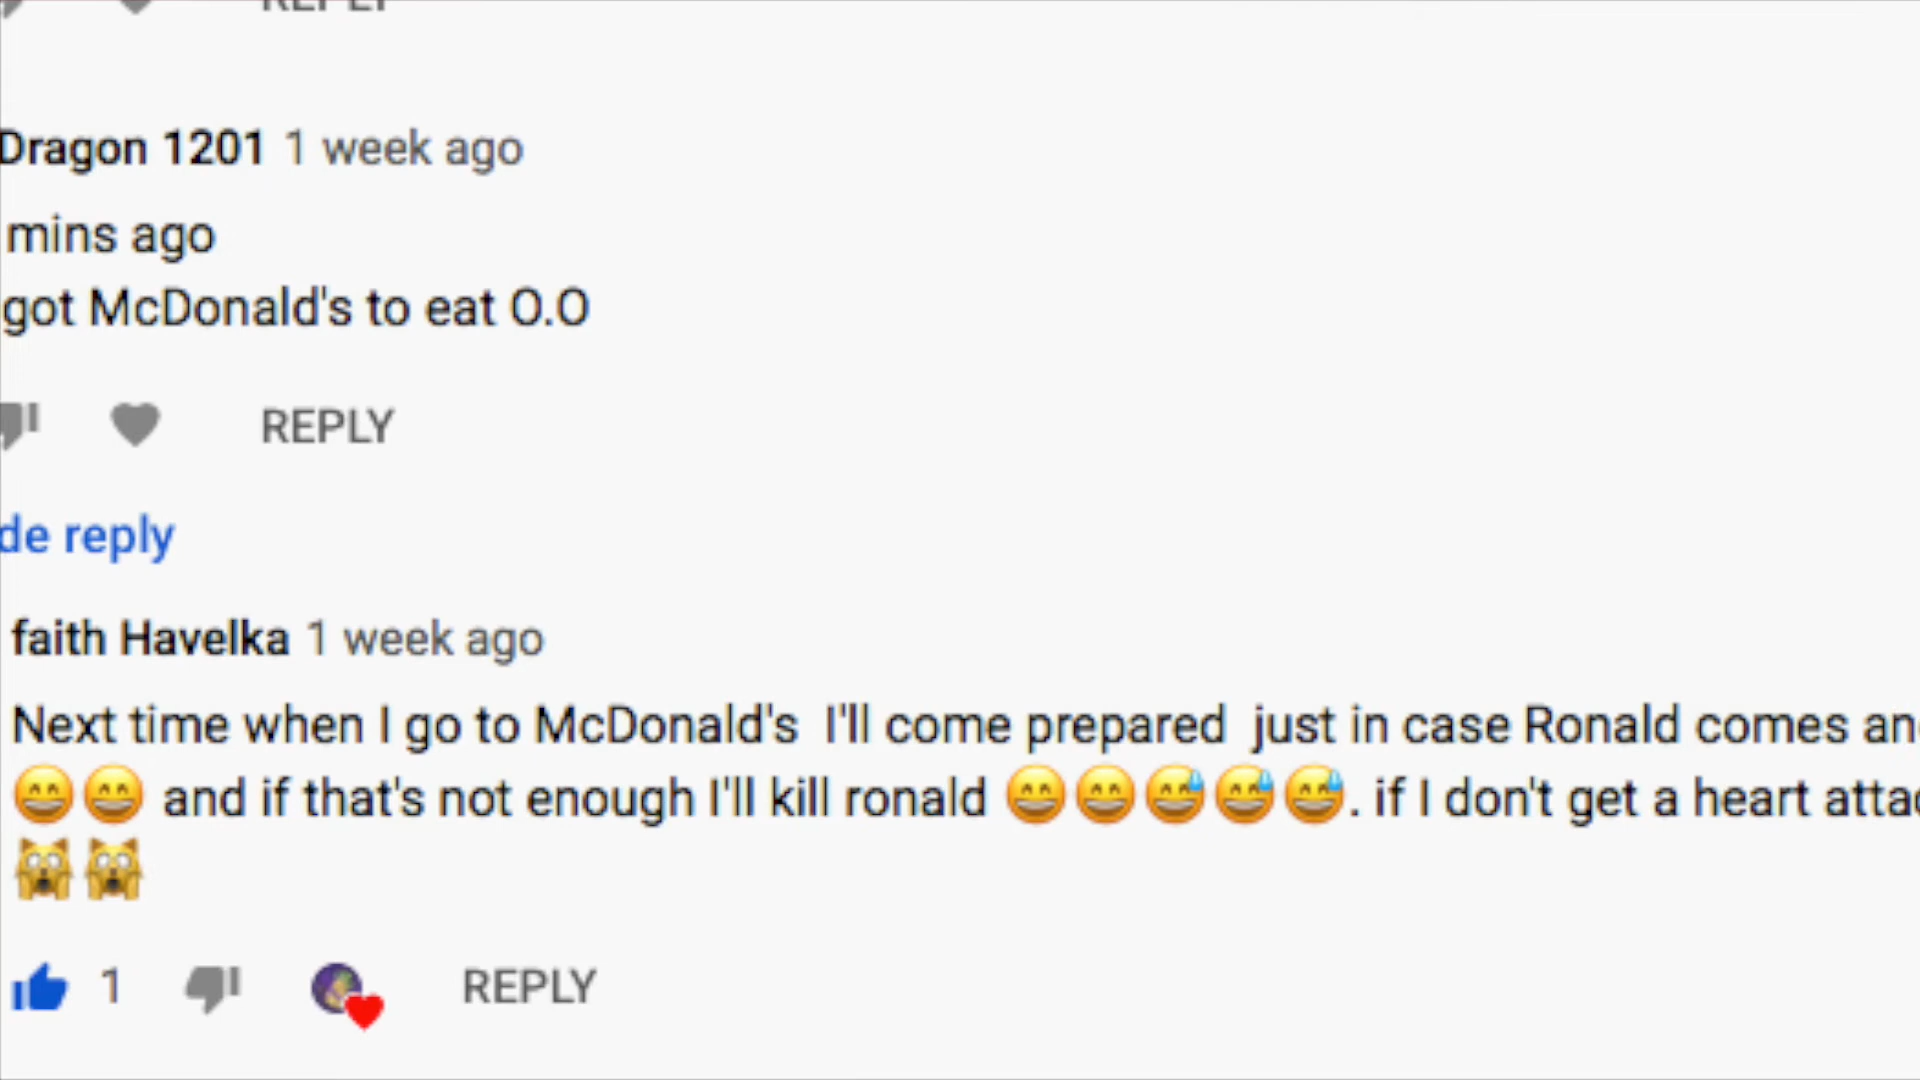 REPLY
Dragon 1201 1 week ago
mins ago
got McDonald's to eat O.O
REPLY
de reply
faith Havelka 1 week ago
Next time when I go to McDonald's I'll come prepared just in case Ronald comes an
😄😄 and if that's not enough I'll kill ronald 😄😄😅😅😅. if I don't get a heart atta
🙀🙀
1 REPLY